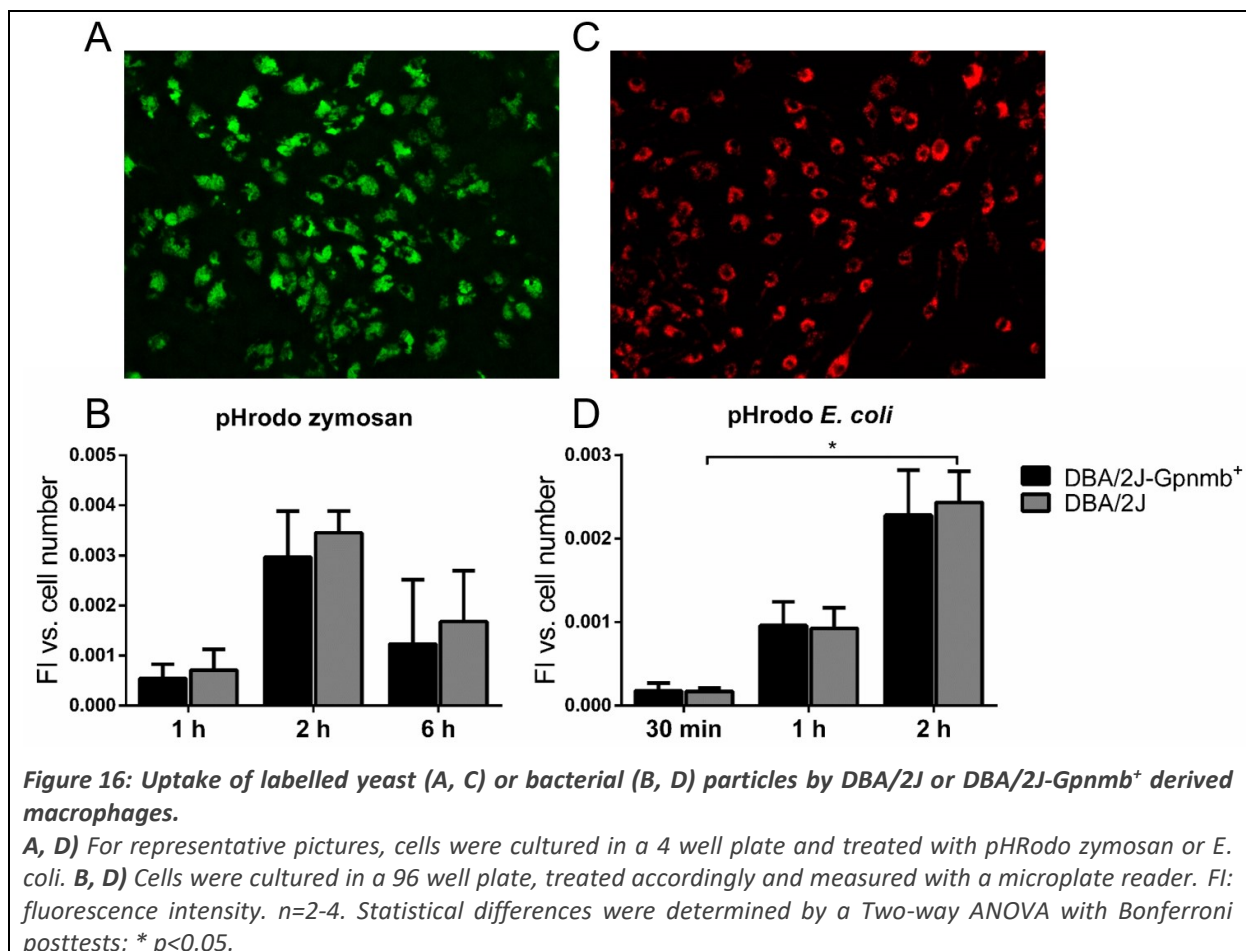 A
C
B
pHrodo zymosan
0.005
0.004
0.003
0.002
0.001
0.000
FI vs. cell number
1 h 2 h 6 h
D
pHrodo E. coli
*
0.003
0.002
0.001
0.000
FI vs. cell number
30 min 1 h 2 h
DBA/2J-Gpnmb⁺
DBA/2J
Figure 16: Uptake of labelled yeast (A, C) or bacterial (B, D) particles by DBA/2J or DBA/2J-Gpnmb⁺ derived
macrophages.
A, D) For representative pictures, cells were cultured in a 4 well plate and treated with pHRodo zymosan or E.
coli. B, D) Cells were cultured in a 96 well plate, treated accordingly and measured with a microplate reader. FI:
fluorescence intensity. n=2-4. Statistical differences were determined by a Two-way ANOVA with Bonferroni
posttests; * p<0.05.